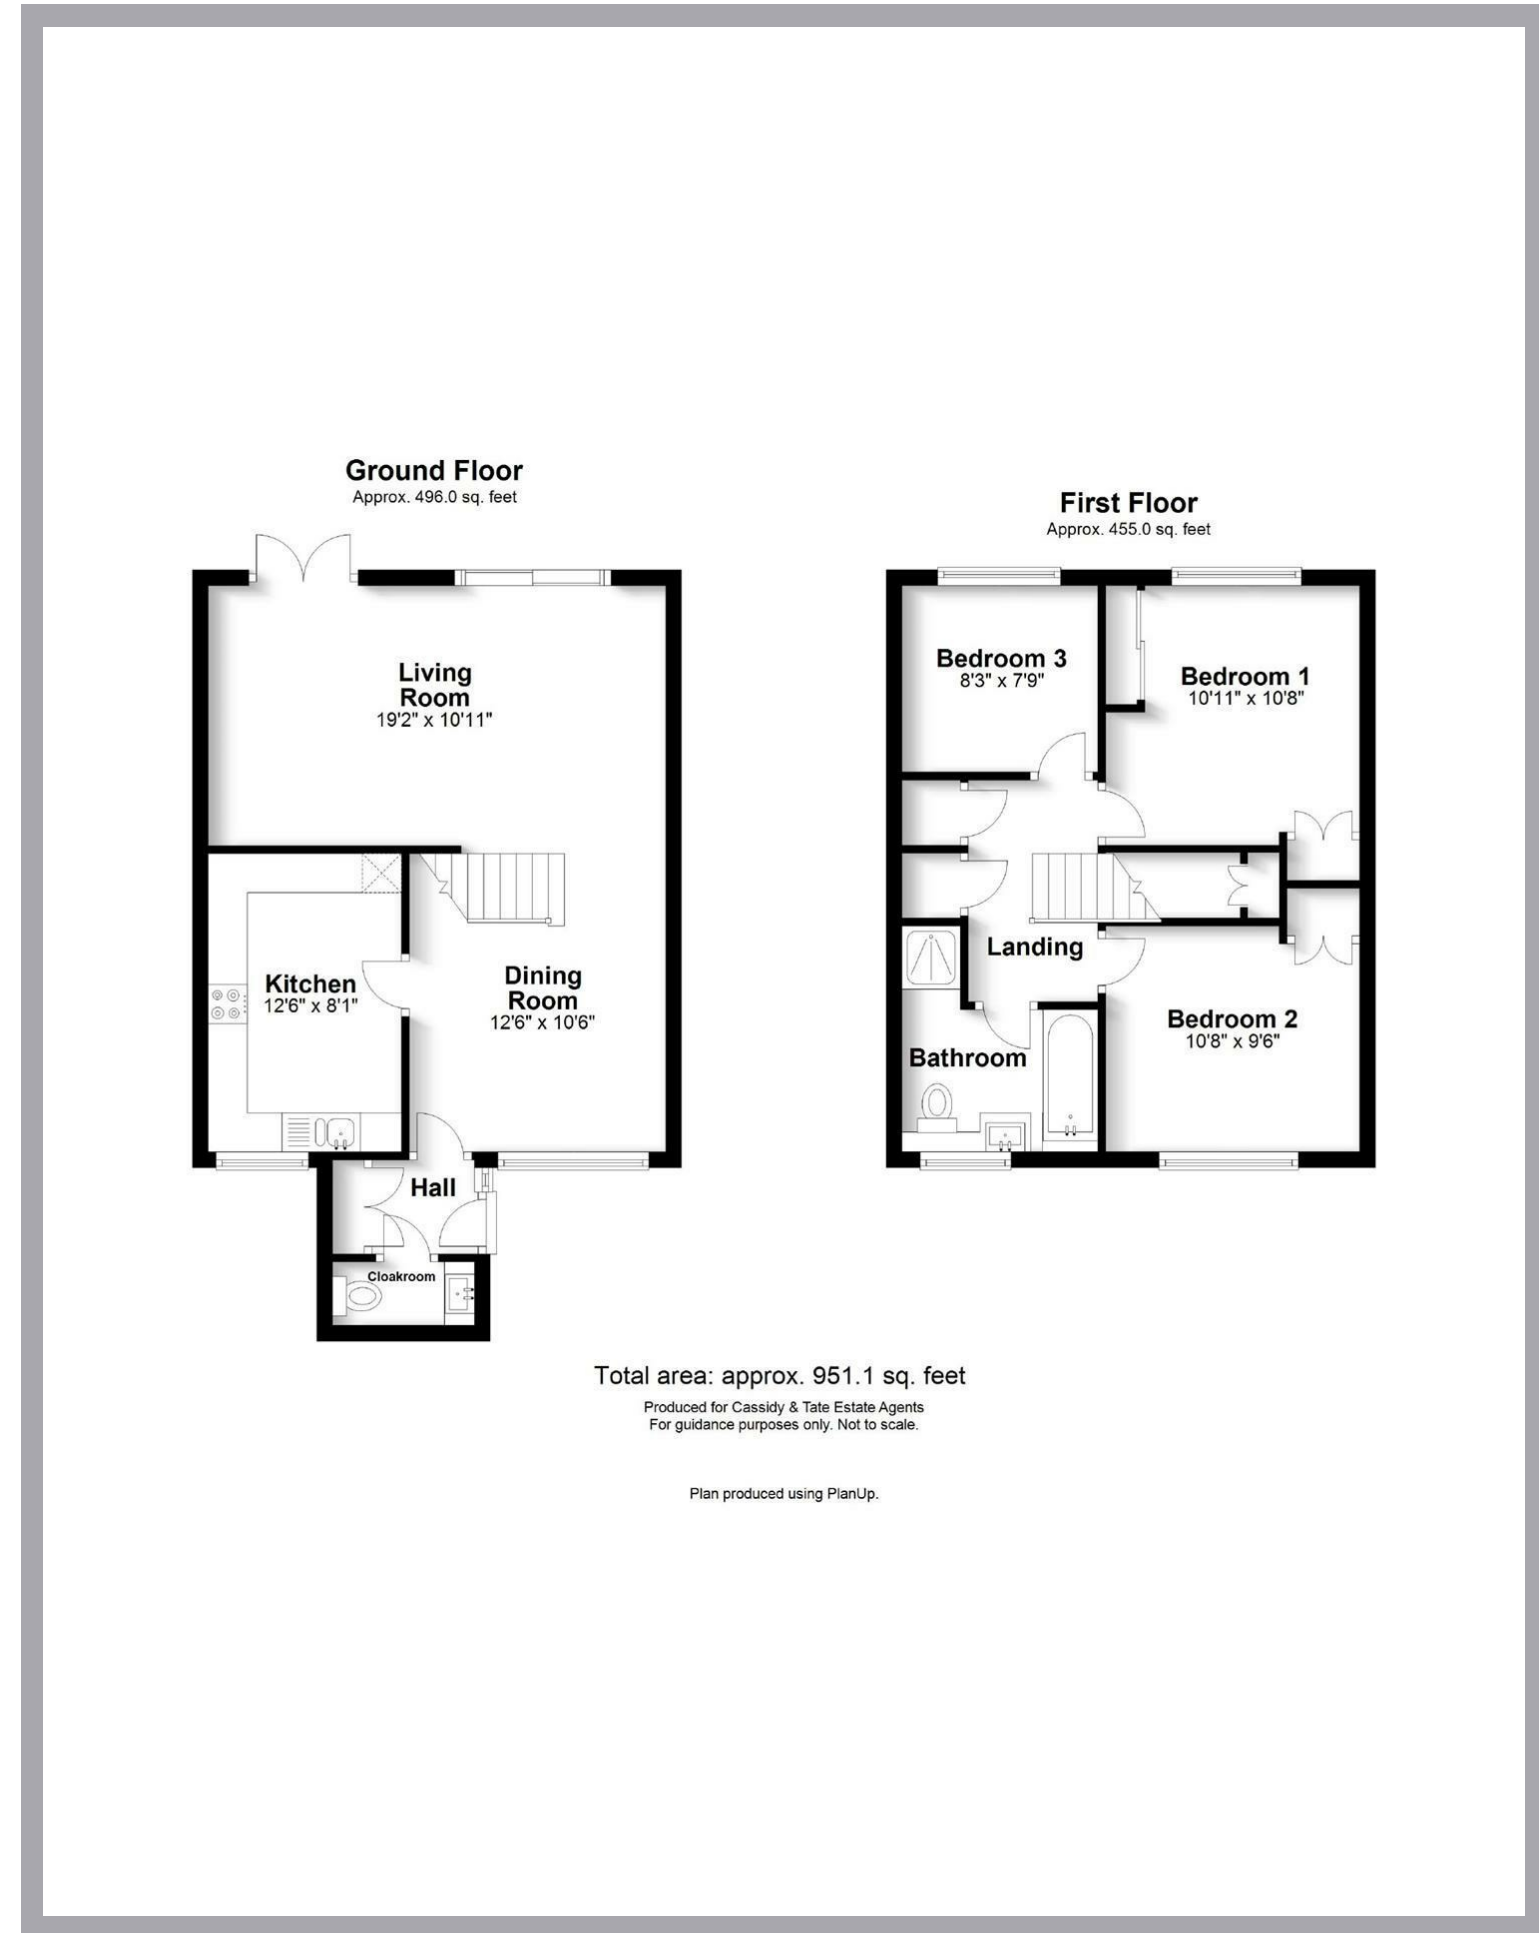 Ground Floor
Approx. 496.0 sq. feet
Living
Room
19'2" x 10'11"
Kitchen
12'6" x 8'1"
Dining
Room
12'6" x 10'6"
Hall
Cloakroom
First Floor
Approx. 455.0 sq. feet
Bedroom 3
8'3" x 7'9"
Bedroom 1
10'11" x 10'8"
Landing
Bedroom 2
10'8" x 9'6"
Bathroom
Total area: approx. 951.1 sq. feet
Produced for Cassidy & Tate Estate Agents
For guidance purposes only. Not to scale.
Plan produced using PlanUp.